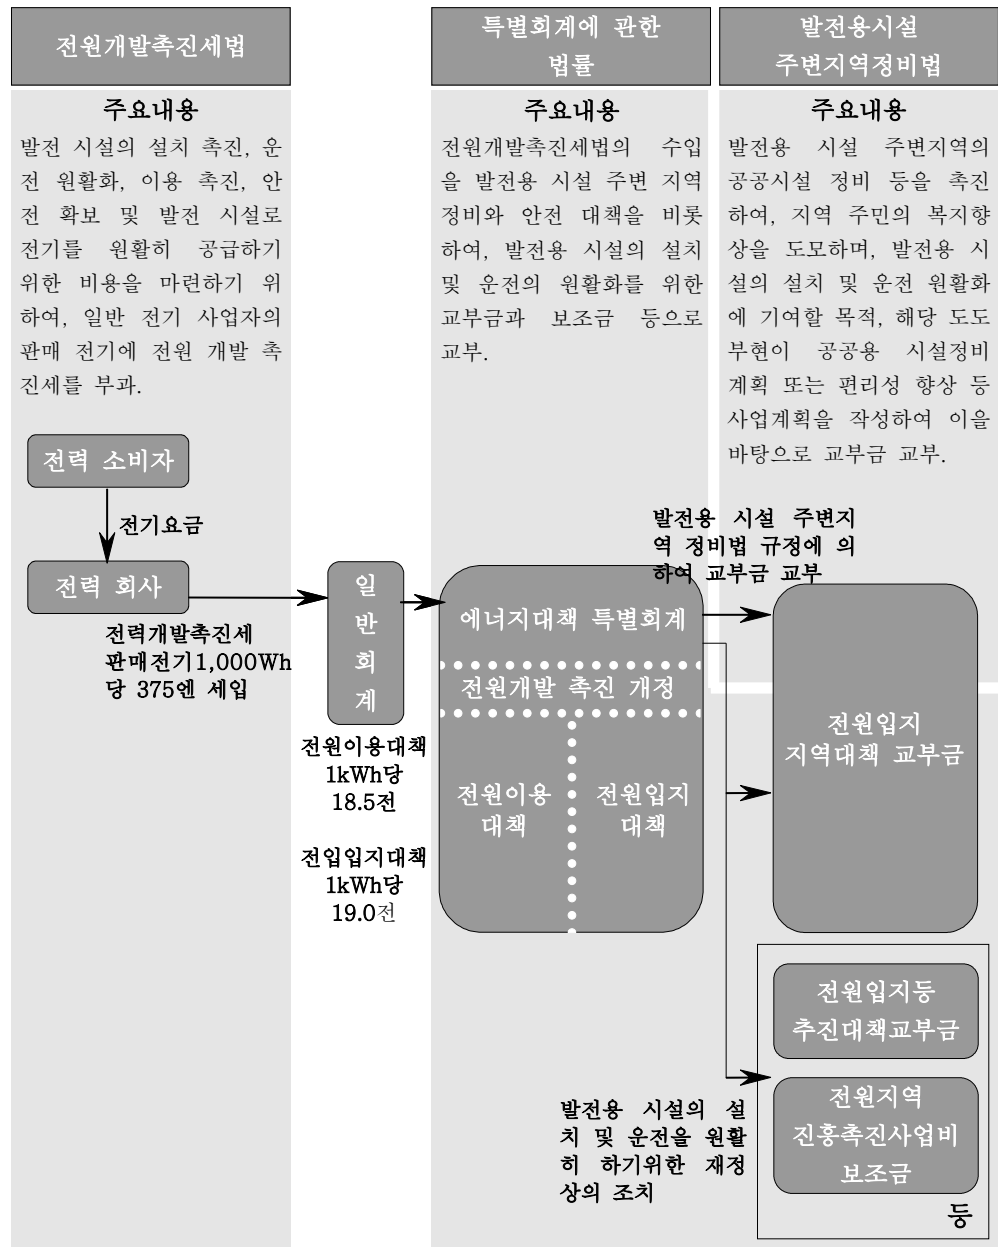 전원개발촉진세법
주요내용
발전 시설의 설치 촉진, 운
전 원활화, 이용 촉진, 안
전 확보 및 발전 시설로
전기를 원활히 공급하기
위한 비용을 마련하기 위
하여, 일반 전기 사업자의
판매 전기에 전원 개발 촉
진세를 부과.
전력 소비자
전기요금
전력 회사
전력개발촉진세
판매전기1,000Wh
당 375엔 세입
일
반
회
계
전원이용대책
1kWh당
18.5전
전입입지대책
1kWh당
19.0전
특별회계에 관한
법률
주요내용
전원개발촉진세법의 수입
을 발전용 시설 주변 지역
정비와 안전 대책을 비롯
하여, 발전용 시설의 설치
및 운전의 원활화를 위한
교부금과 보조금 등으로
교부.
에너지대책 특별회계
전원개발 촉진 개정
전원이용
대책
전원입지
대책
발전용시설
주변지역정비법
주요내용
발전용 시설 주변지역의
공공시설 정비 등을 촉진
하여, 지역 주민의 복지향
상을 도모하며, 발전용 시
설의 설치 및 운전 원활화
에 기여할 목적, 해당 도도
부현이 공공용 시설정비
계획 또는 편리성 향상 등
사업계획을 작성하여 이을
바탕으로 교부금 교부.
발전용 시설 주변지
역 정비법 규정에 의
하여 교부금 교부
전원입지
지역대책 교부금
전원입지등
추진대책교부금
전원지역
진흥촉진사업비
보조금
등
발전용 시설의 설
치 및 운전을 원활
히 하기위한 재정
상의 조치